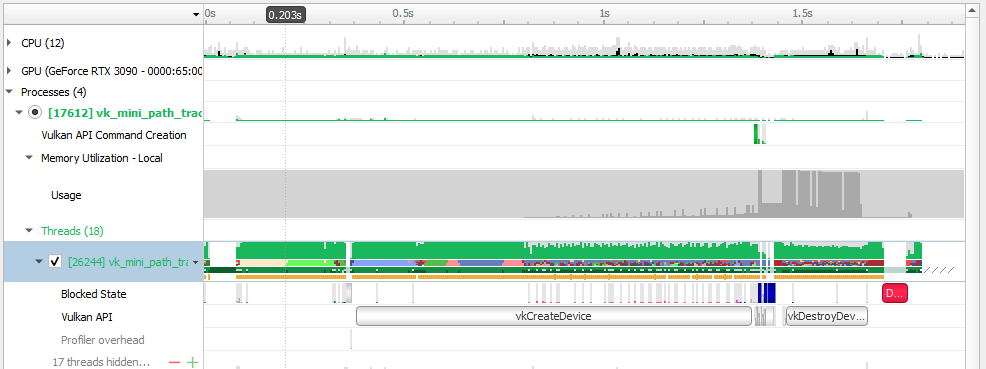 0s 0.203s 0.5s 1s 1.5s
CPU (12)
GPU (GeForce RTX 3090 - 0000:65:00
Processes (4)
[17612] vk_mini_path_trac
Vulkan API Command Creation
Memory Utilization - Local
Usage
Threads (18)
[26244] vk_mini_path_tra
Blocked State D...
Vulkan API vkCreateDevice vkDestroyDev...
Profiler overhead
17 threads hidden...